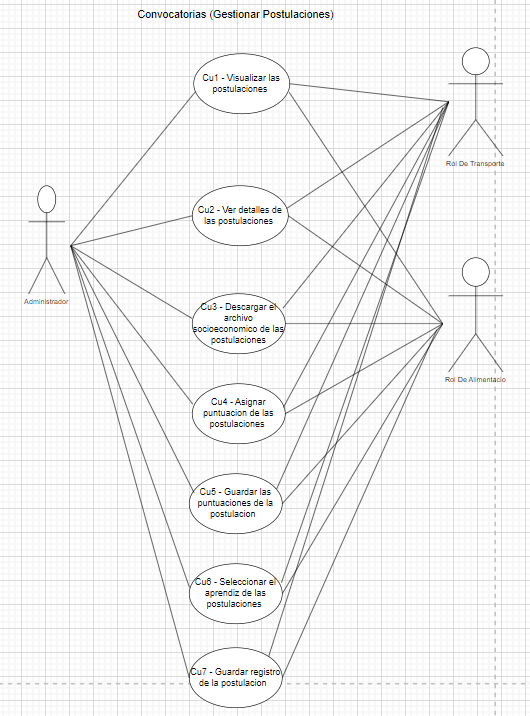 Convocatorias (Gestionar Postulaciones)
Cu1 - Visualizar las
postulaciones
Rol De Transporte
Cu2 - Ver detalles de
las postulaciones
Administrador
Cu3 - Descargar el
archivo
socioeconomico de las
postulaciones
Rol De Alimentacio
Cu4 - Asignar
puntuacion de las
postulaciones
Cu5 - Guardar las
puntuaciones de la
postulacion
Cu6 - Seleccionar el
aprendiz de las
postulaciones
Cu7 - Guardar registro
de la postulacion